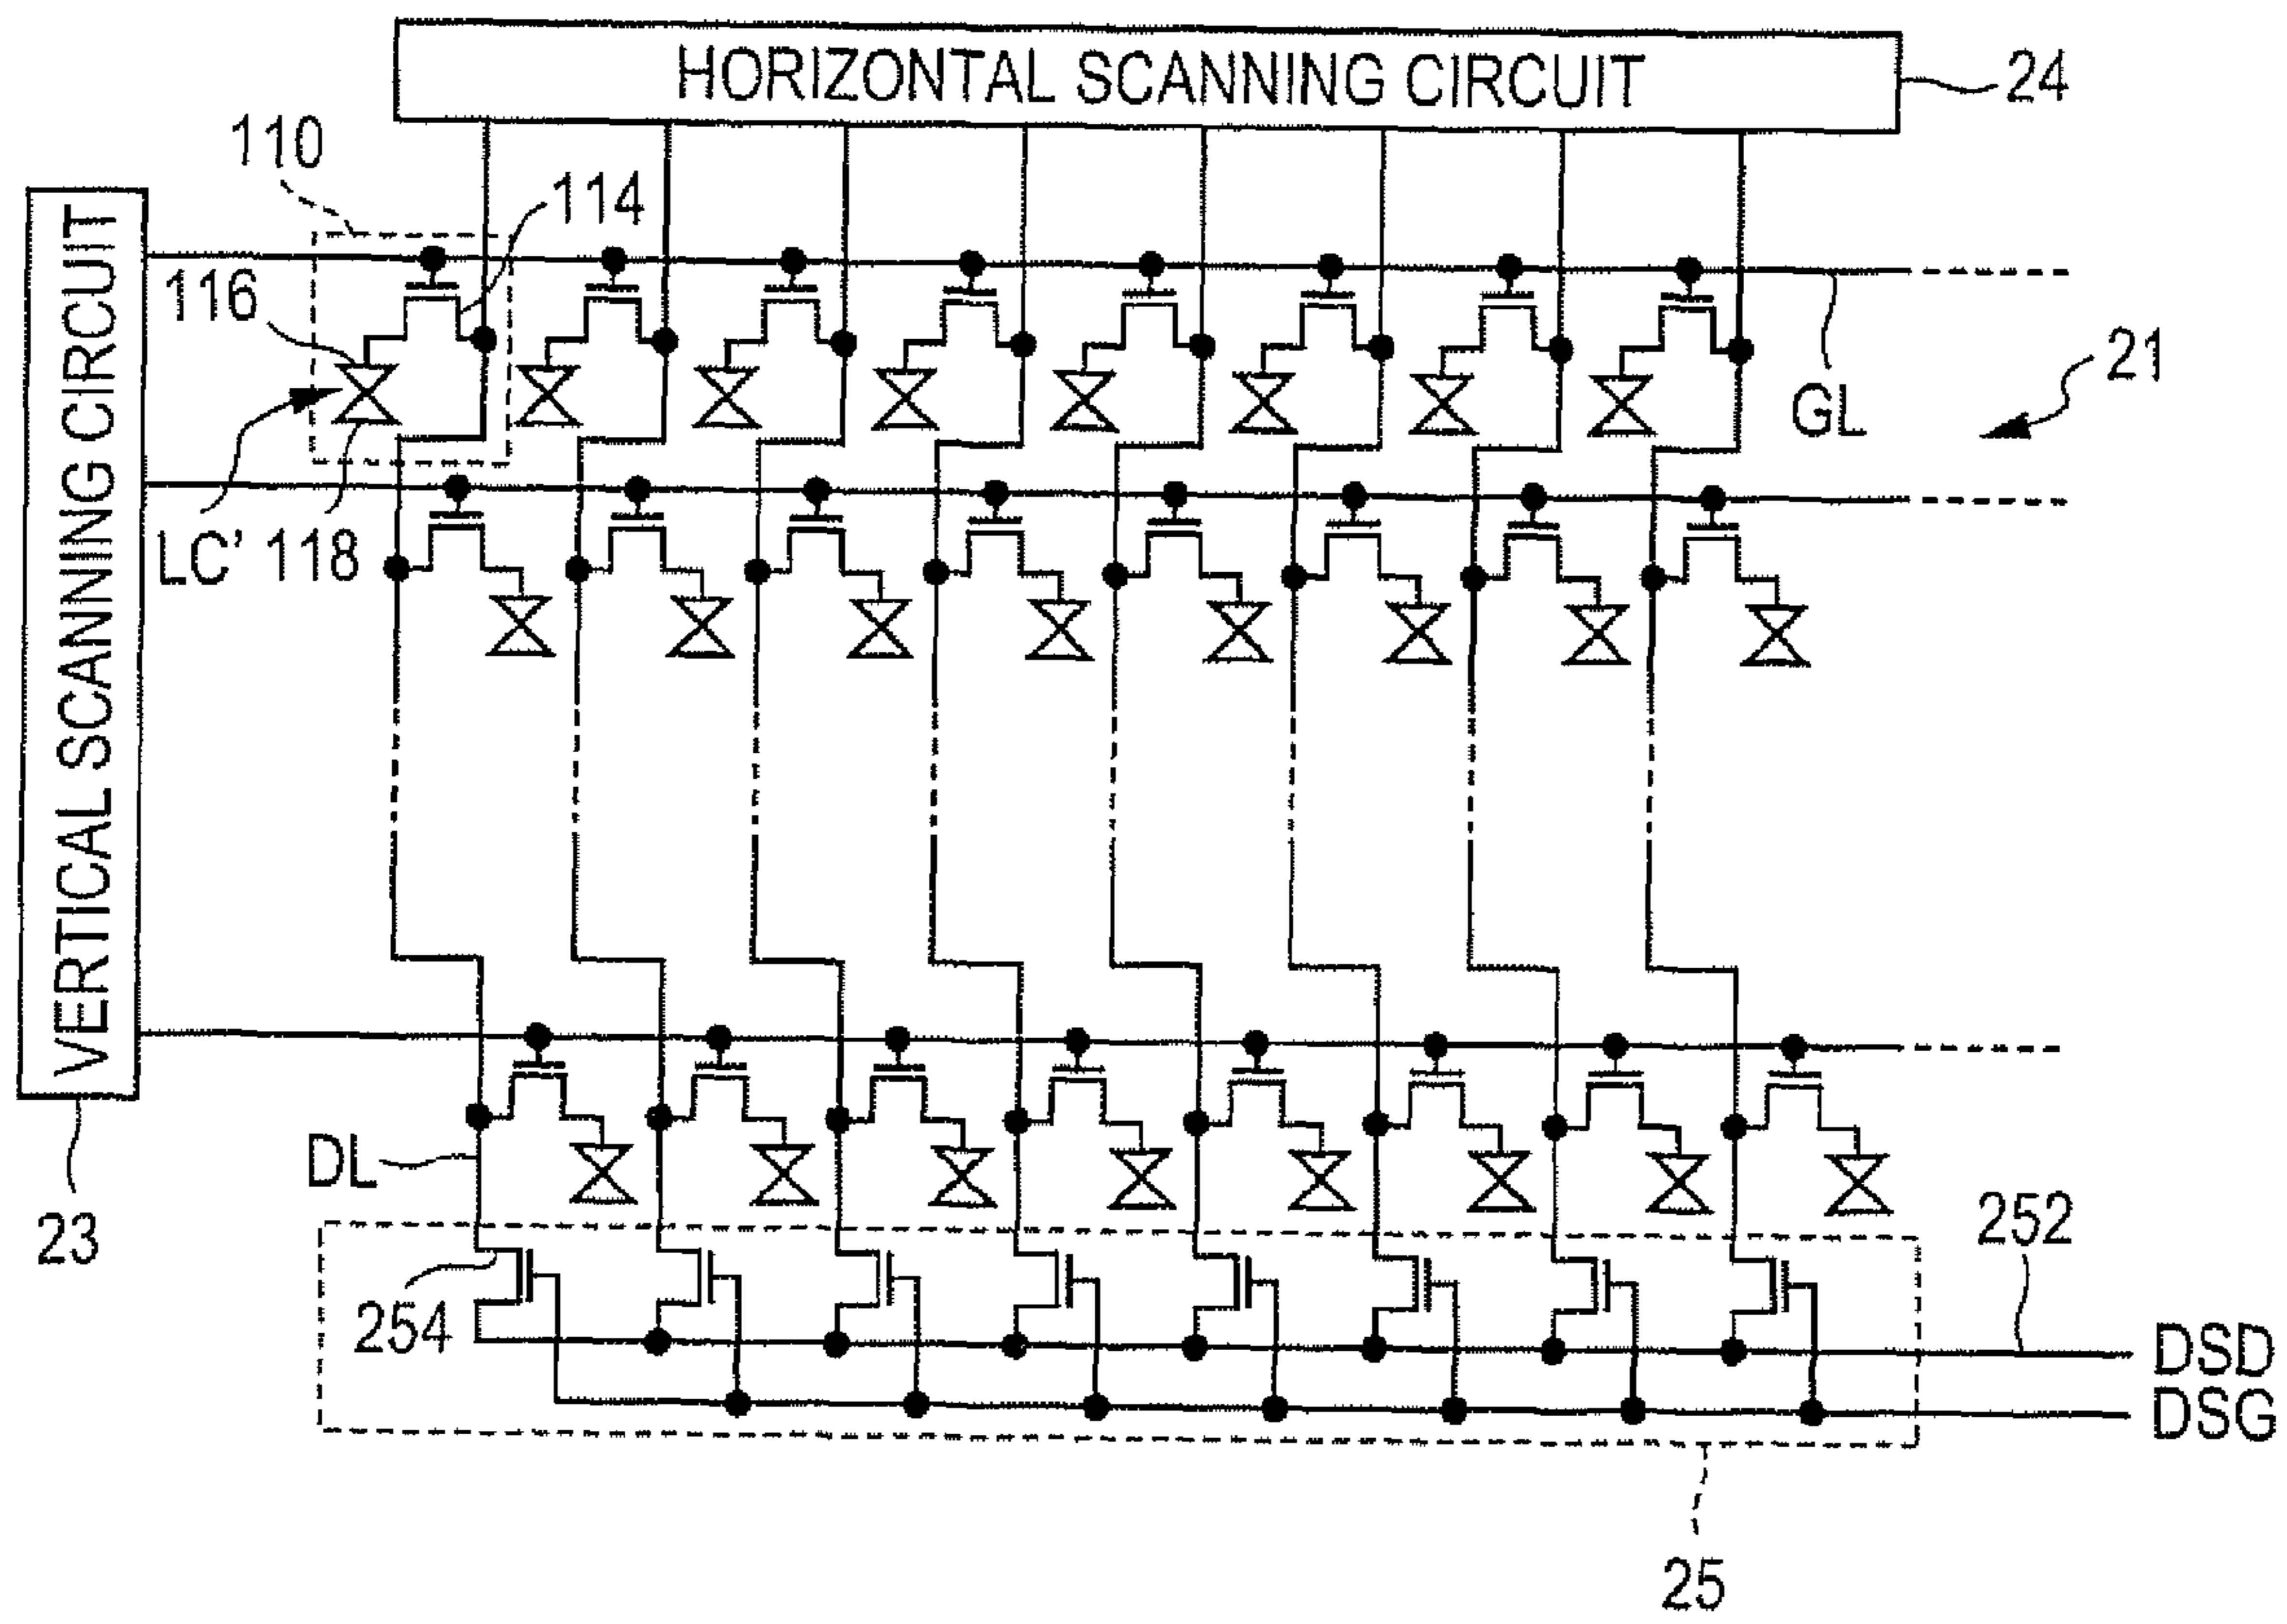 HORIZONTAL SCANNING CIRCUIT
24
110
114
VERTICAL SCANNING CIRCUIT
116
21
GL
LC' 118
DL
23
252
254
DSD
DSG
25